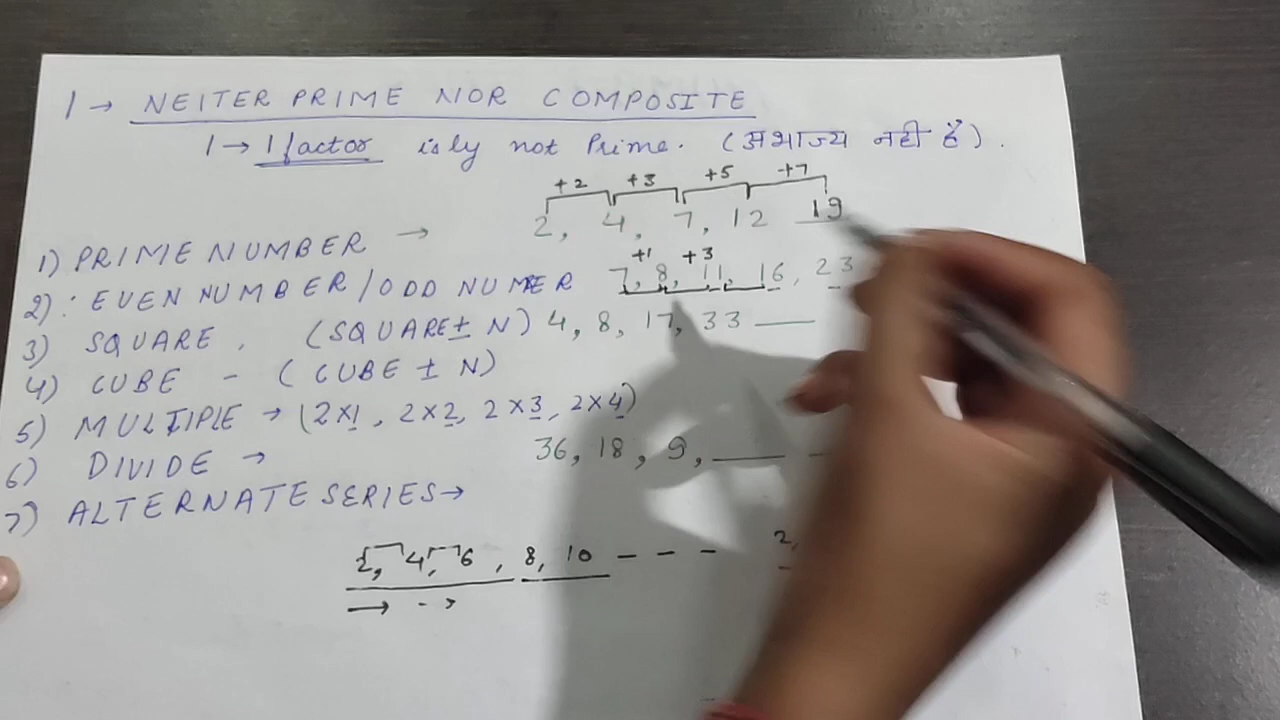 1 → NEITER PRIME NOR COMPOSITE
1 → 1 factor is ly not Prime. (अभाज्य नही है).
+2 +3 +5 +7
1) PRIME NUMBER → 2, 4, 7, 12 19
+1 +3
2) : EVEN NUMBER / ODD NUMER 7, 8, 11, 16, 23
3) SQUARE . (SQUARE ± N) 4, 8, 17, 33 ___
4) CUBE - (CUBE ± N)
5) MULTIPLE → (2×1, 2×2, 2×3, 2×4)
6) DIVIDE → 36, 18, 9, ___
7) ALTERNATE SERIES →
2, 4, 6, 8, 10 - - - 2,
→ - >